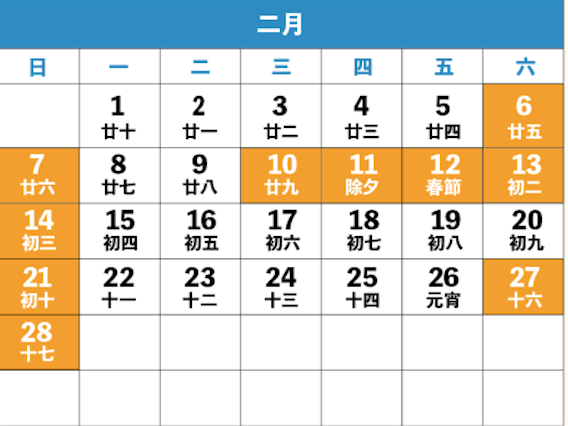 二月
日 一 二 三 四 五 六
1 2 3 4 5 6
廿十 廿一 廿二 廿三 廿四 廿五
7 8 9 10 11 12 13
廿六 廿七 廿八 廿九 除夕 春節 初二
14 15 16 17 18 19 20
初三 初四 初五 初六 初七 初八 初九
21 22 23 24 25 26 27
初十 十一 十二 十三 十四 元宵 十六
28
十七